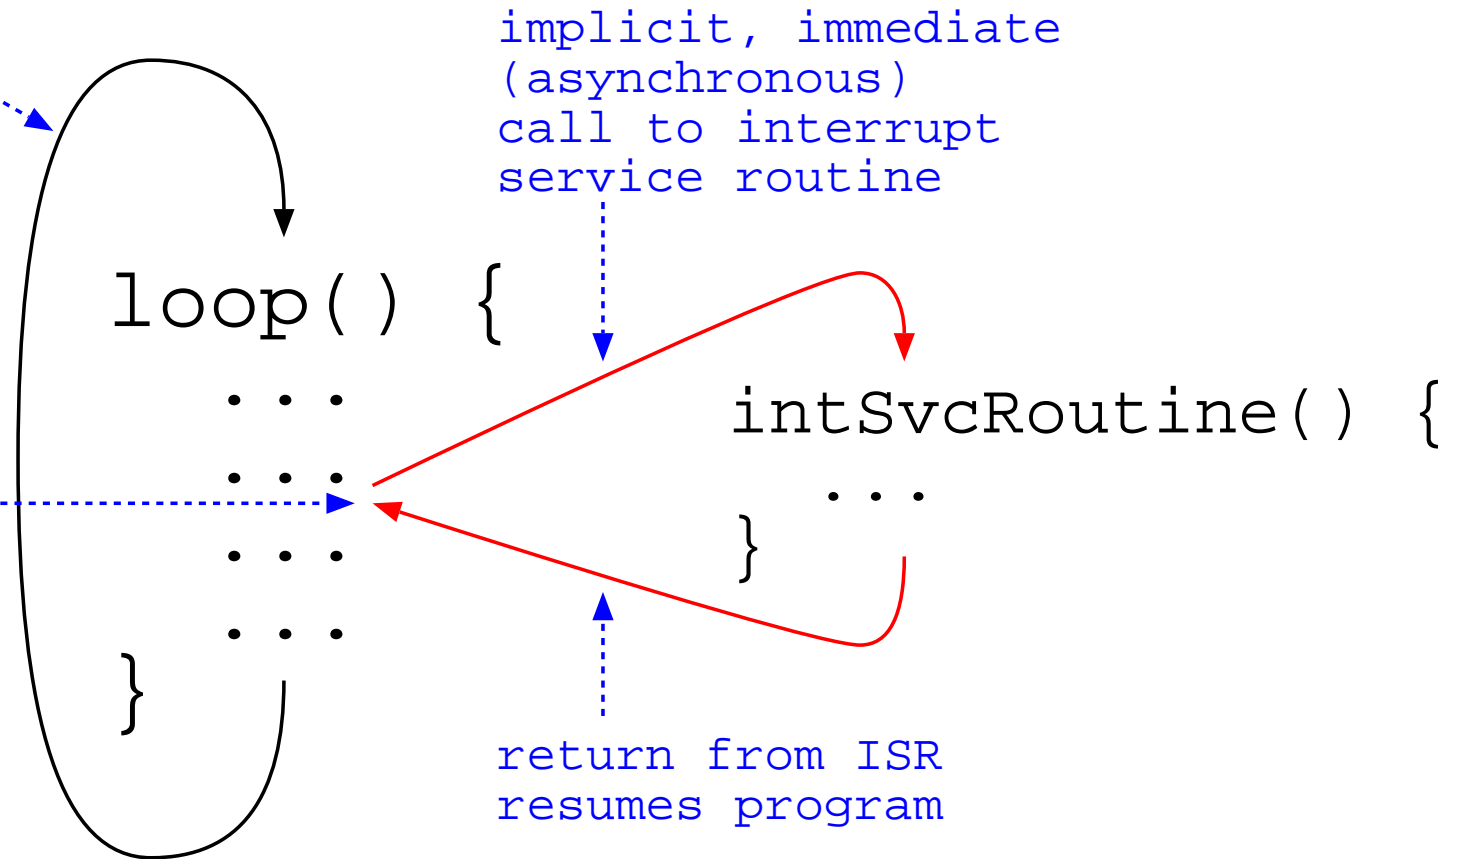 implicit, immediate
(asynchronous)
call to interrupt
service routine
loop() {
...
...
...
...
}
intSvcRoutine() {
...
}
return from ISR
resumes program